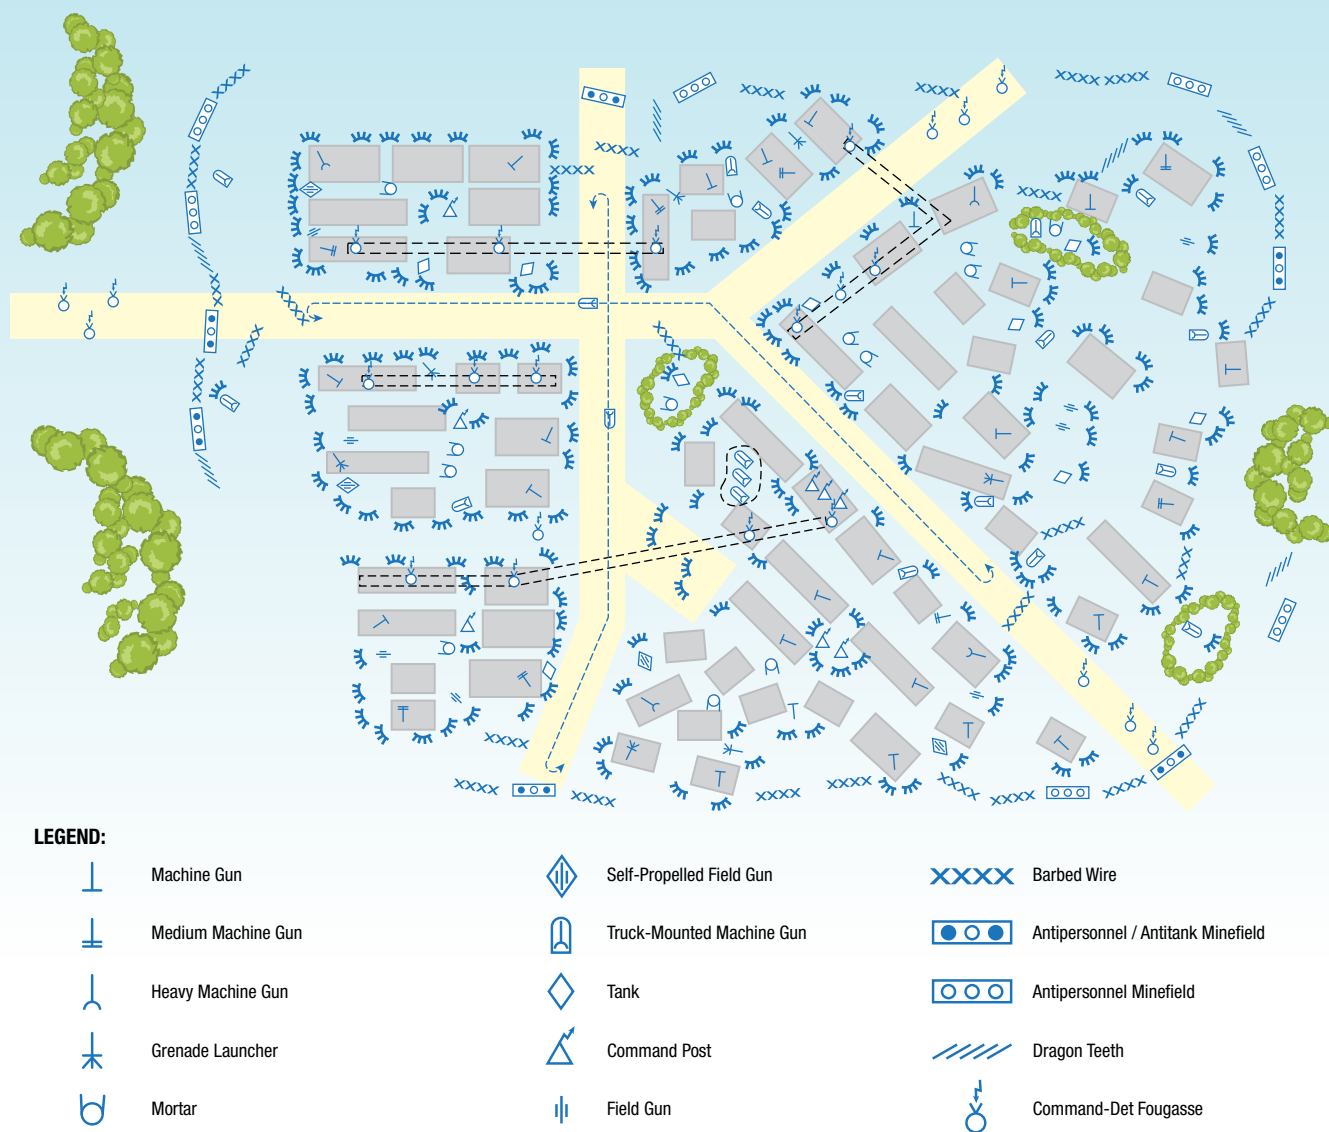 LEGEND:
Machine Gun
Medium Machine Gun
Heavy Machine Gun
Grenade Launcher
Mortar
Self-Propelled Field Gun
Truck-Mounted Machine Gun
Tank
Command Post
Field Gun
Barbed Wire
Antipersonnel / Antitank Minefield
Antipersonnel Minefield
Dragon Teeth
Command-Det Fougasse